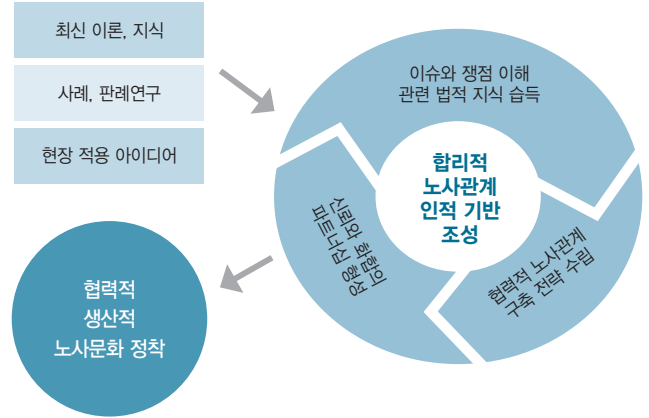 최신 이론, 지식
사례, 판례연구
현장 적용 아이디어
이슈와 쟁점 이해
관련 법적 지식 습득
합리적
노사관계
인적 기반
조성
협력적 노사관계
구축 전략 수립
신뢰와 화합의
파트너십 형성
협력적
생산적
노사문화 정착